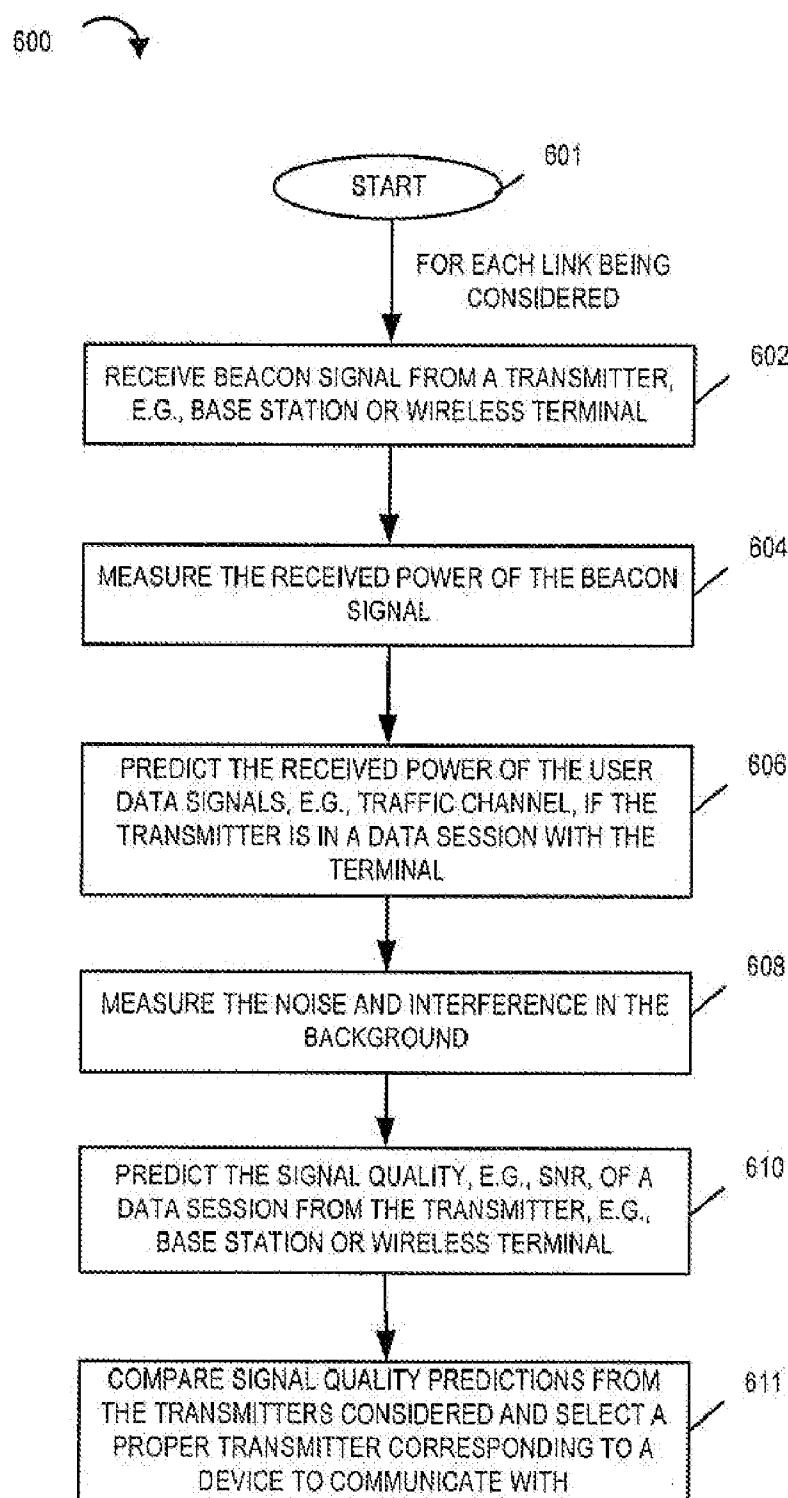 600
START
601
FOR EACH LINK BEING
CONSIDERED
RECEIVE BEACON SIGNAL FROM A TRANSMITTER,
E.G., BASE STATION OR WIRELESS TERMINAL
602
MEASURE THE RECEIVED POWER OF THE BEACON
SIGNAL
604
PREDICT THE RECEIVED POWER OF THE USER
DATA SIGNALS, E.G., TRAFFIC CHANNEL, IF THE
TRANSMITTER IS IN A DATA SESSION WITH THE
TERMINAL
606
MEASURE THE NOISE AND INTERFERENCE IN THE
BACKGROUND
608
PREDICT THE SIGNAL QUALITY, E.G., SNR, OF A
DATA SESSION FROM THE TRANSMITTER, E.G.,
BASE STATION OR WIRELESS TERMINAL
610
COMPARE SIGNAL QUALITY PREDICTIONS FROM
THE TRANSMITTERS CONSIDERED AND SELECT A
PROPER TRANSMITTER CORRESPONDING TO A
DEVICE TO COMMUNICATE WITH
611